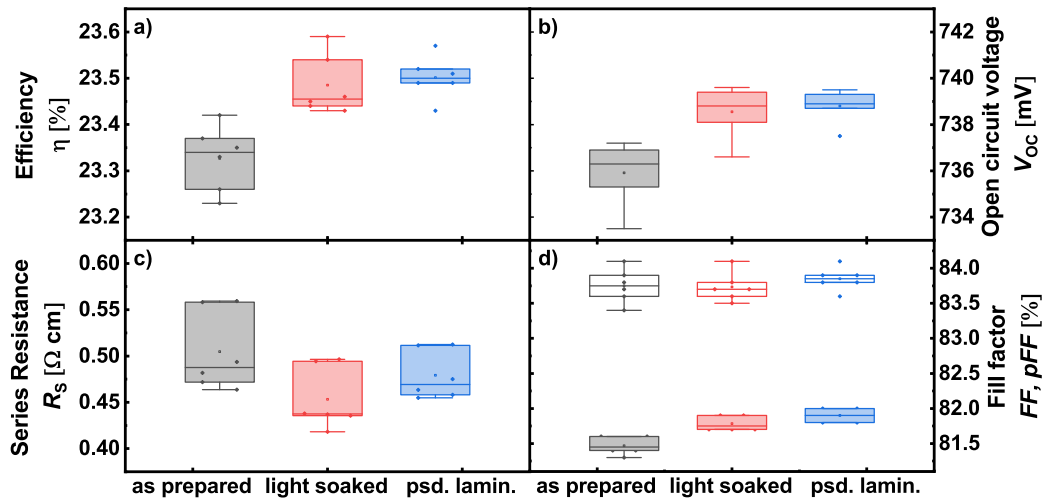 a)
Efficiency
η [%]
23.6
23.5
23.4
23.3
23.2
b)
742
740
738
736
734
Open circuit voltage
V_OC [mV]
c)
Series Resistance
R_S [Ω cm]
0.60
0.55
0.50
0.45
0.40
d)
84.0
83.5
83.0
82.5
82.0
81.5
Fill factor
FF, pFF [%]
as prepared light soaked psd. lamin.
as prepared light soaked psd. lamin.